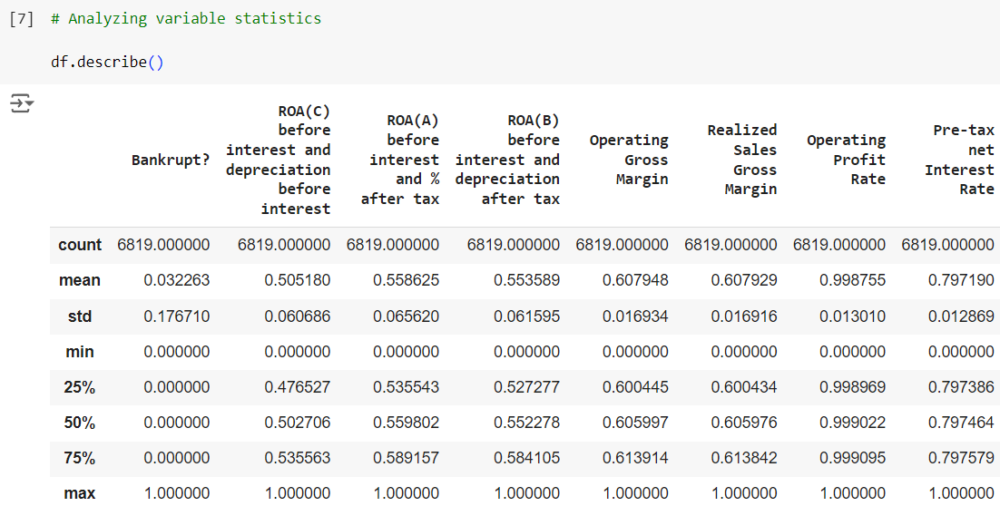 [7] # Analyzing variable statistics
df.describe()
Bankrupt? ROA(C) before interest and depreciation before interest ROA(A) before interest and % after tax ROA(B) before interest and depreciation after tax Operating Gross Margin Realized Sales Gross Margin Operating Profit Rate Pre-tax net Interest Rate
count 6819.000000 6819.000000 6819.000000 6819.000000 6819.000000 6819.000000 6819.000000 6819.000000
mean 0.032263 0.505180 0.558625 0.553589 0.607948 0.607929 0.998755 0.797190
std 0.176710 0.060686 0.065620 0.061595 0.016934 0.016916 0.013010 0.012869
min 0.000000 0.000000 0.000000 0.000000 0.000000 0.000000 0.000000 0.000000
25% 0.000000 0.476527 0.535543 0.527277 0.600445 0.600434 0.998969 0.797386
50% 0.000000 0.502706 0.559802 0.552278 0.605997 0.605976 0.999022 0.797464
75% 0.000000 0.535563 0.589157 0.584105 0.613914 0.613842 0.999095 0.797579
max 1.000000 1.000000 1.000000 1.000000 1.000000 1.000000 1.000000 1.000000